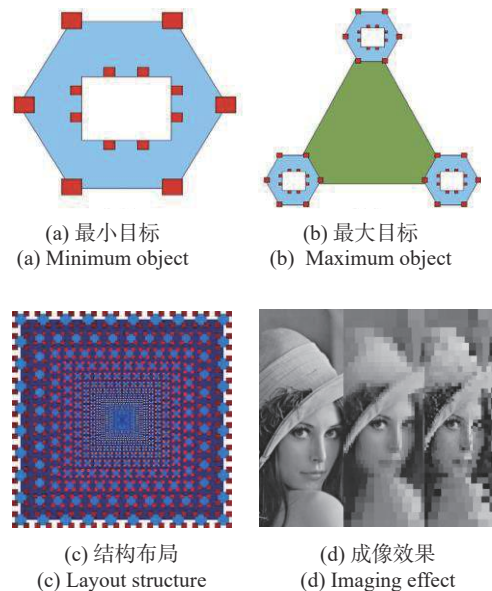 (a) 最小目标
(a) Minimum object
(b) 最大目标
(b) Maximum object
(c) 结构布局
(c) Layout structure
(d) 成像效果
(d) Imaging effect